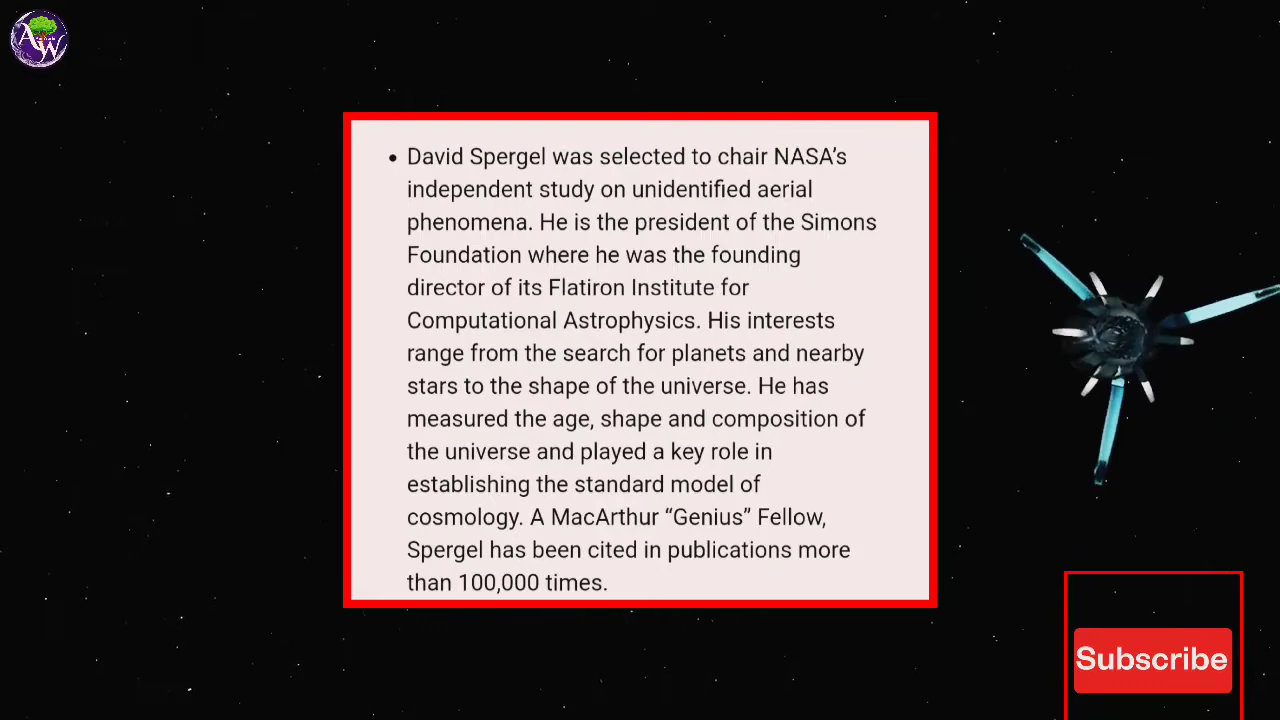 AW
• David Spergel was selected to chair NASA’s
independent study on unidentified aerial
phenomena. He is the president of the Simons
Foundation where he was the founding
director of its Flatiron Institute for
Computational Astrophysics. His interests
range from the search for planets and nearby
stars to the shape of the universe. He has
measured the age, shape and composition of
the universe and played a key role in
establishing the standard model of
cosmology. A MacArthur “Genius” Fellow,
Spergel has been cited in publications more
than 100,000 times.
Subscribe